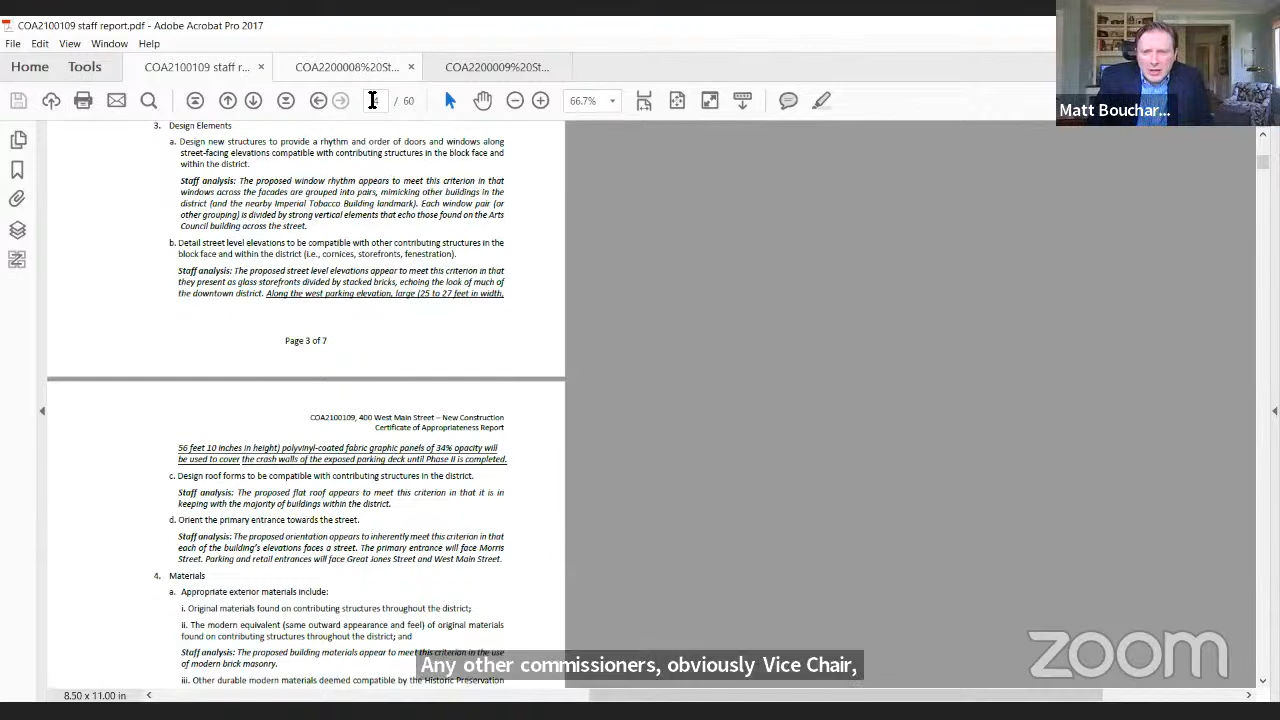 COA2100109 staff report.pdf - Adobe Acrobat Pro 2017
File Edit View Window Help
Home Tools COA2100109 staff r... × COA2200008%20St... × COA2200009%20St...
/ 60 66.7%
Matt Bouchar...
3. Design Elements
a. Design new structures to provide a rhythm and order of doors and windows along
street-facing elevations compatible with contributing structures in the block face and
within the district.
Staff analysis: The proposed window rhythm appears to meet this criterion in that
windows across the facades are grouped into pairs, mimicking other buildings in the
district (and the nearby Imperial Tobacco Building landmark). Each window pair (or
other grouping) is divided by strong vertical elements that echo those found on the Arts
Council building across the street.
b. Detail street level elevations to be compatible with other contributing structures in the
block face and within the district (i.e., cornices, storefronts, fenestration).
Staff analysis: The proposed street level elevations appear to meet this criterion in that
they present as glass storefronts divided by stacked bricks, echoing the look of much of
the downtown district. Along the west parking elevation, large (25 to 27 feet in width,
Page 3 of 7
COA2100109, 400 West Main Street – New Construction
Certificate of Appropriateness Report
56 feet 10 inches in height) polyvinyl-coated fabric graphic panels of 34% opacity will
be used to cover the crash walls of the exposed parking deck until Phase II is completed.
c. Design roof forms to be compatible with contributing structures in the district.
Staff analysis: The proposed flat roof appears to meet this criterion in that it is in
keeping with the majority of buildings within the district.
d. Orient the primary entrance towards the street.
Staff analysis: The proposed orientation appears to inherently meet this criterion in that
each of the building's elevations faces a street. The primary entrance will face Morris
Street. Parking and retail entrances will face Great Jones Street and West Main Street.
4. Materials
a. Appropriate exterior materials include:
i. Original materials found on contributing structures throughout the district;
ii. The modern equivalent (same outward appearance and feel) of original materials
found on contributing structures throughout the district; and
Staff analysis: The proposed building materials appear to meet this criterion in the use
of modern brick masonry.
iii. Other durable modern materials deemed compatible by the Historic Preservation
Any other commissioners, obviously Vice Chair,
zoom
8.50 x 11.00 in